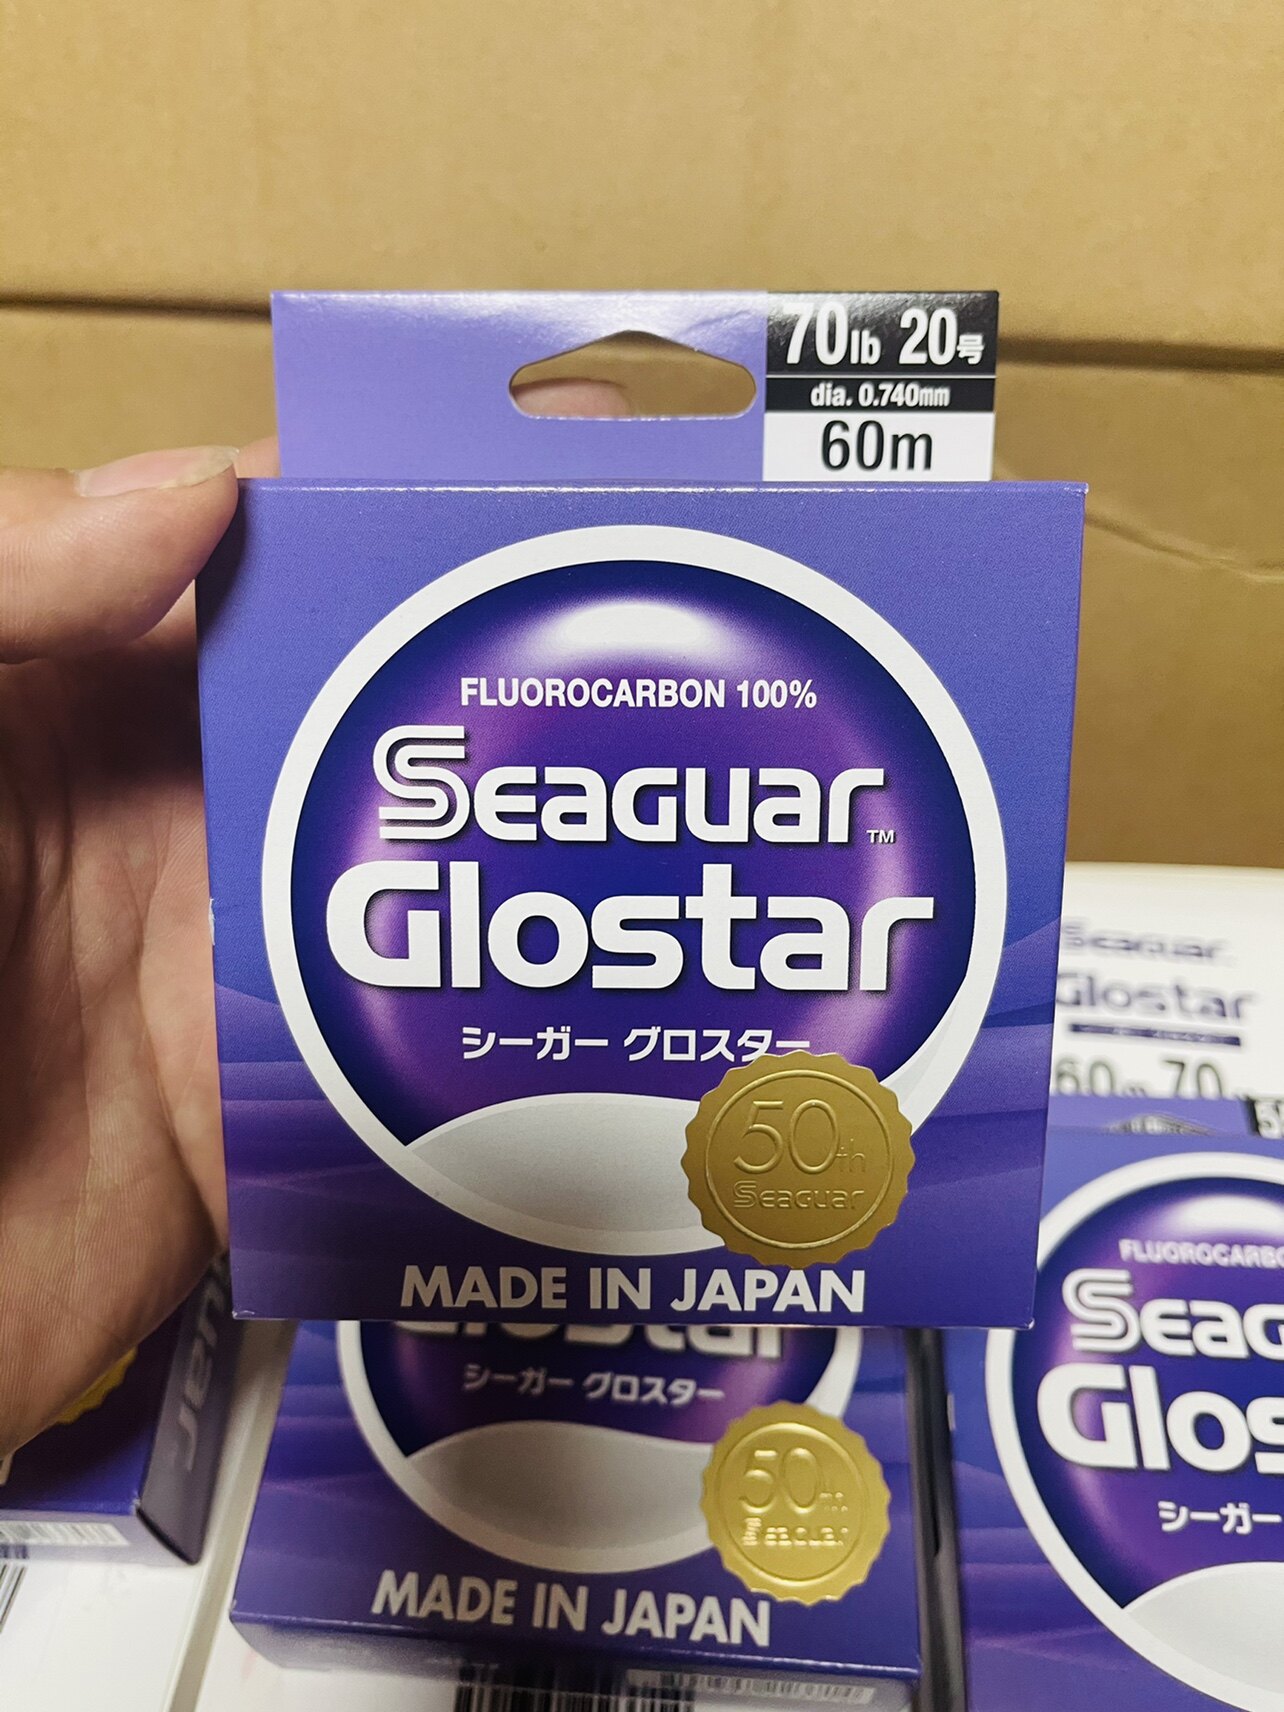 70lb 20号
dia. 0.740mm
60m
FLUOROCARBON 100%
Seaguar™
Glostar
シーガー グロスター
50th
Seaguar
MADE IN JAPAN
Seaguar
Glostar
60m 70
シーガー グロスター
50th
Seaguar
MADE IN JAPAN
FLUOROCARBO
Seag
Glos
シーガー